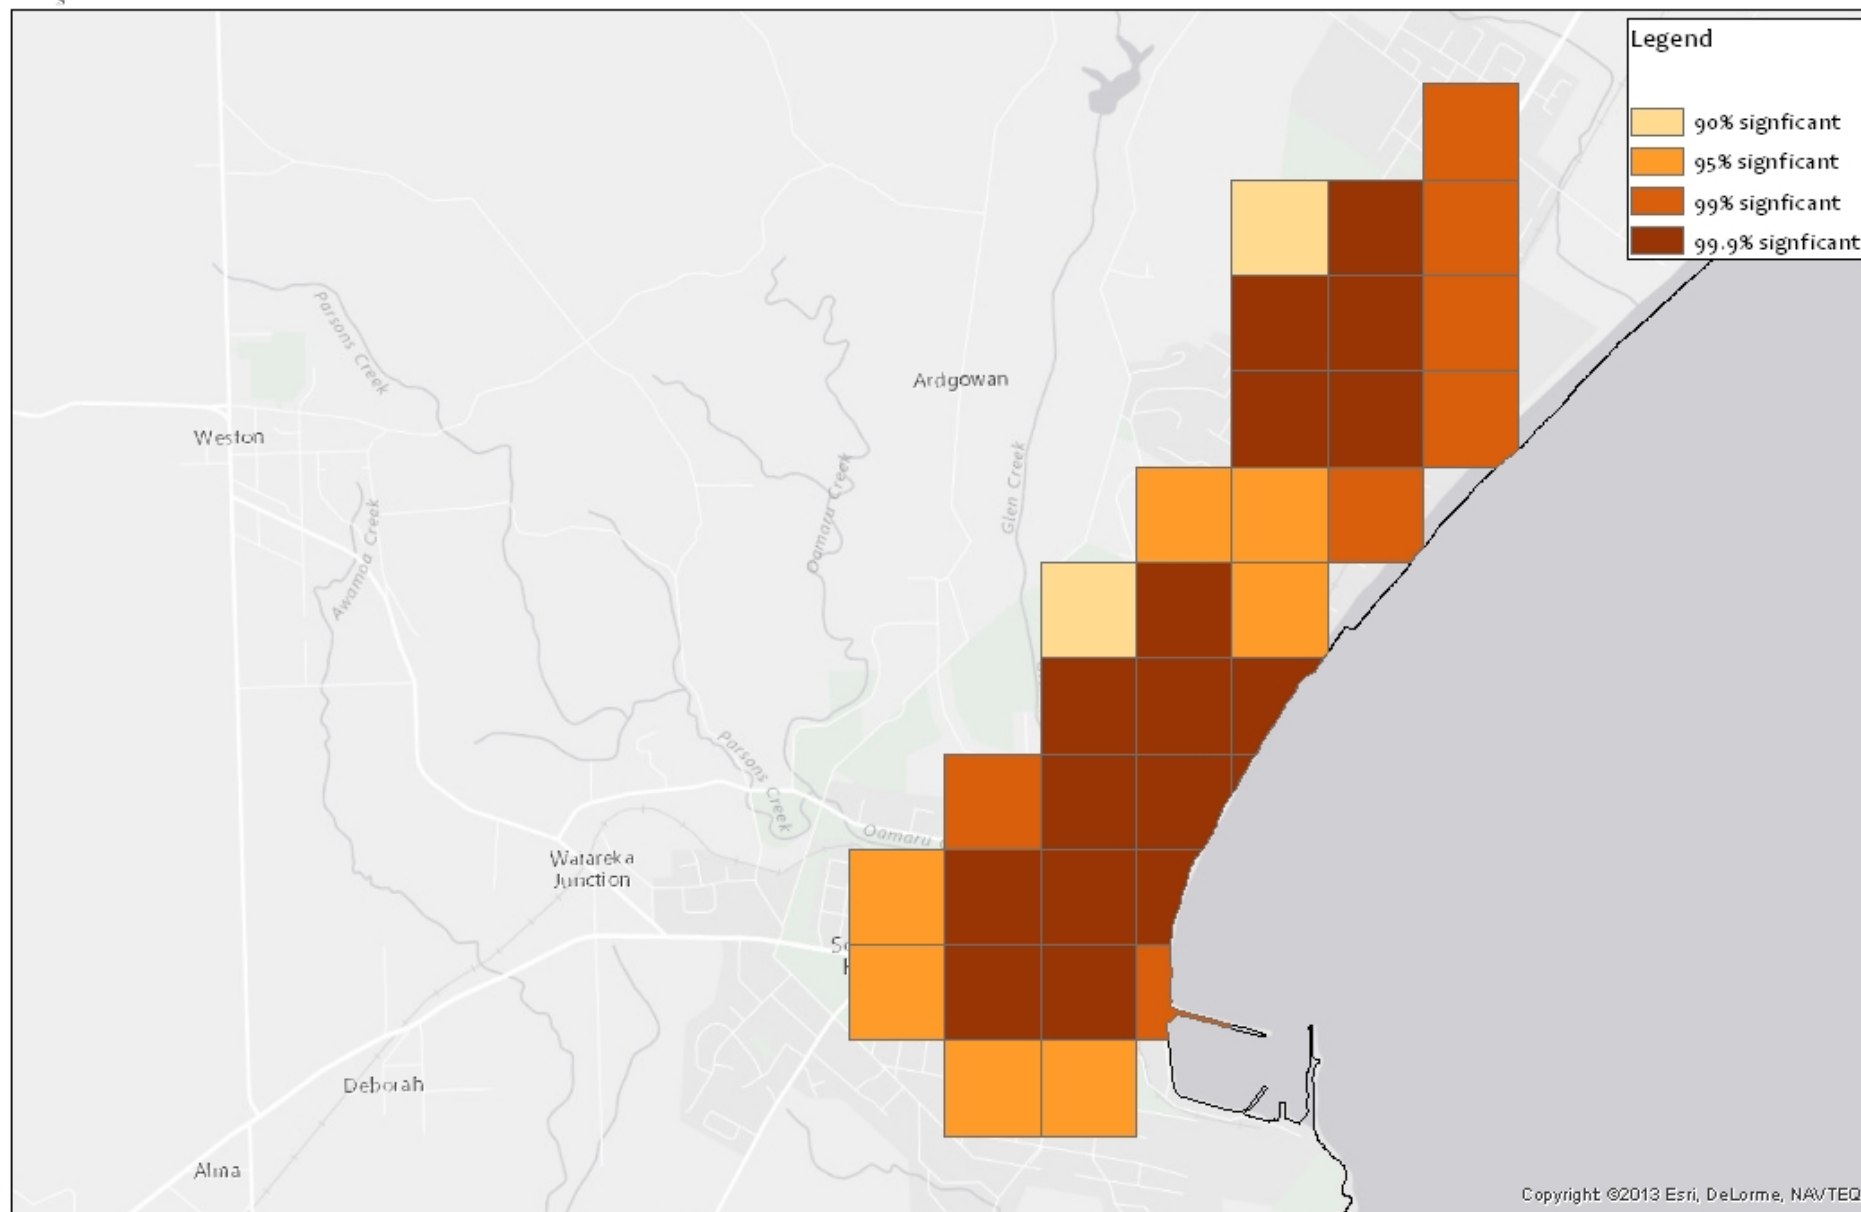 Legend
90% signficant
95% signficant
99% signficant
99.9% signficant
Parsons Creek
Ardgowan
Weston
Glen Creek
Oamaru Creek
Awamoa Creek
Parsons Creek
Oamaru
Watareka
Junction
Deborah
Alma
Copyright ©2013 Esri, DeLorme, NAVTEQ